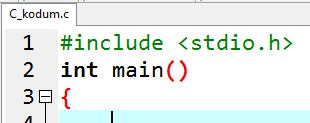 C_kodum.c
1 #include <stdio.h>
2 int main()
3 {
4